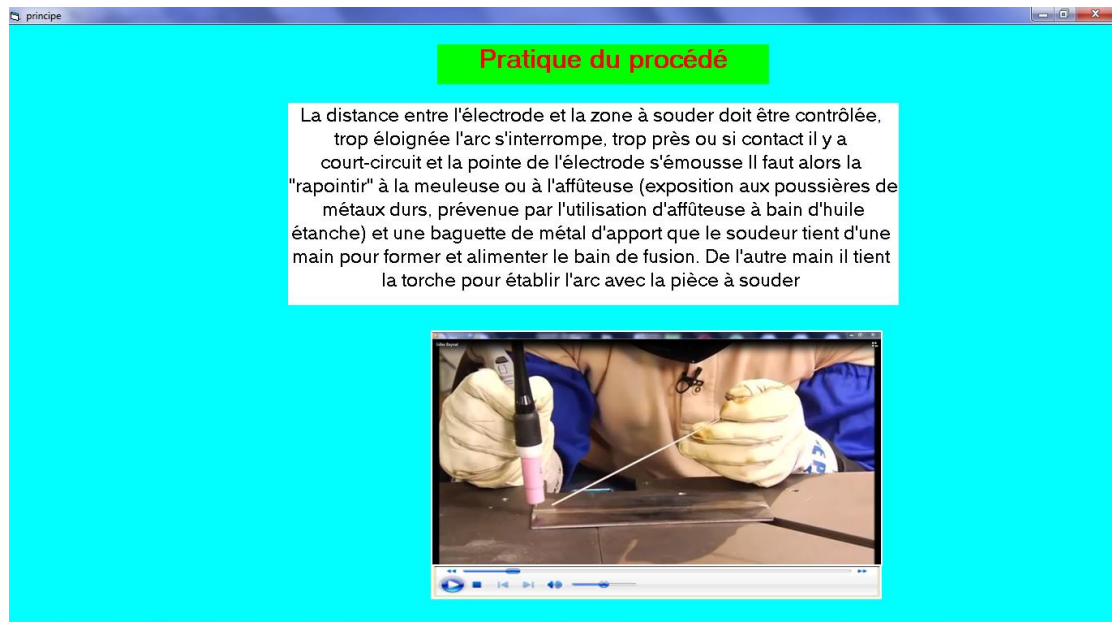 principe
Pratique du procédé
La distance entre l'électrode et la zone à souder doit être contrôlée,
trop éloignée l'arc s'interrompe, trop près ou si contact il y a
court-circuit et la pointe de l'électrode s'émousse Il faut alors la
"rapointir" à la meuleuse ou à l'affûteuse (exposition aux poussières de
métaux durs, prévenue par l'utilisation d'affûteuse à bain d'huile
étanche) et une baguette de métal d'apport que le soudeur tient d'une
main pour former et alimenter le bain de fusion. De l'autre main il tient
la torche pour établir l'arc avec la pièce à souder